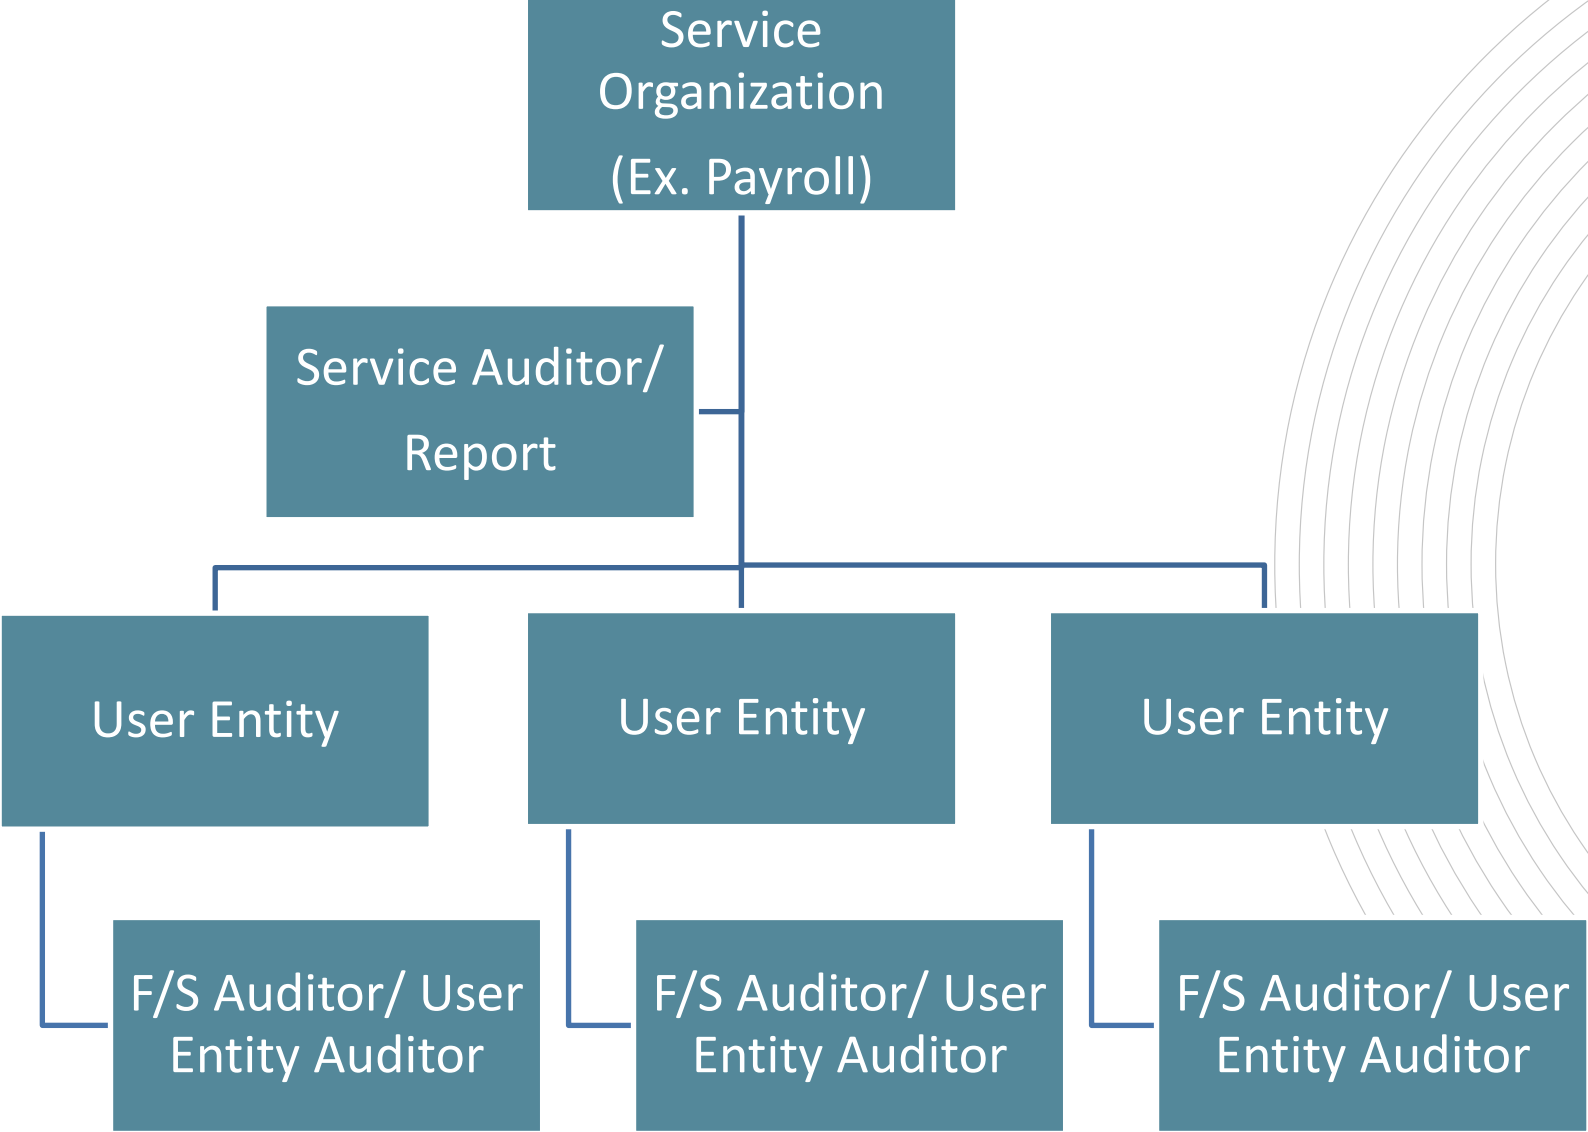 Service
Organization
(Ex. Payroll)
Service Auditor/
Report
User Entity
User Entity
User Entity
F/S Auditor/ User
Entity Auditor
F/S Auditor/ User
Entity Auditor
F/S Auditor/ User
Entity Auditor